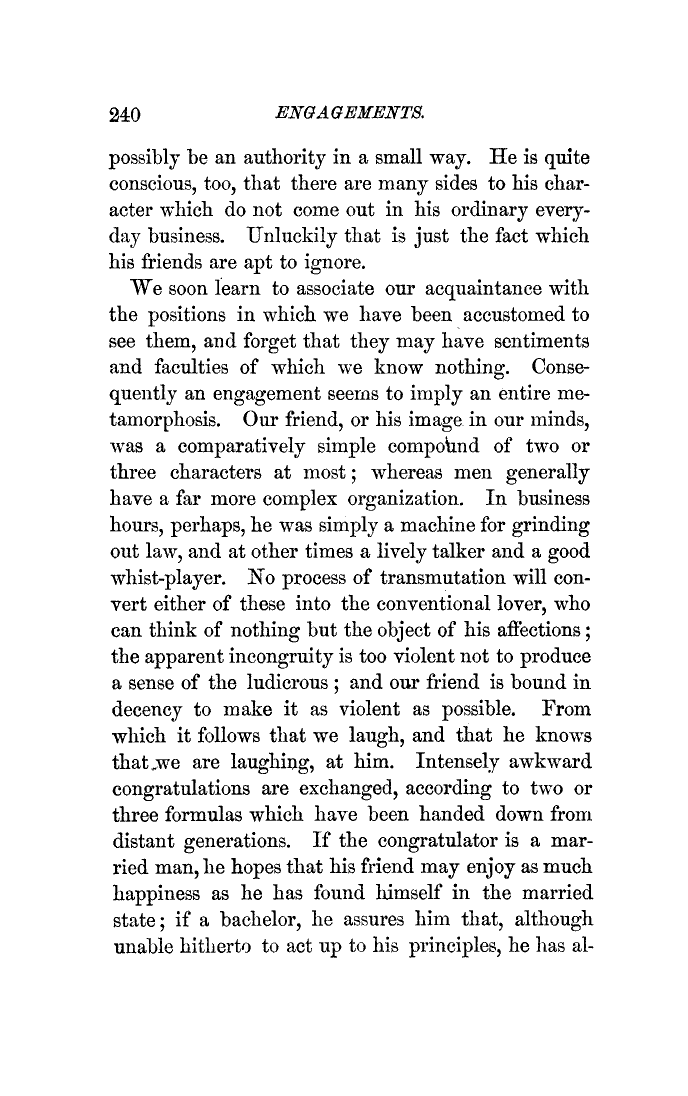 240 ENGAGEMENTS.
possibly be an authority in a small way. He is quite
conscious, too, that there are many sides to his char-
acter which do not come out in his ordinary every-
day business. Unluckily that is just the fact which
his friends are apt to ignore.
We soon learn to associate our acquaintance with
the positions in which we have been accustomed to
see them, and forget that they may have sentiments
and faculties of which we know nothing. Conse-
quently an engagement seems to imply an entire me-
tamorphosis. Our friend, or his image in our minds,
was a comparatively simple compound of two or
three characters at most; whereas men generally
have a far more complex organization. In business
hours, perhaps, he was simply a machine for grinding
out law, and at other times a lively talker and a good
whist-player. No process of transmutation will con-
vert either of these into the conventional lover, who
can think of nothing but the object of his affections;
the apparent incongruity is too violent not to produce
a sense of the ludicrous; and our friend is bound in
decency to make it as violent as possible. From
which it follows that we laugh, and that he knows
that we are laughing, at him. Intensely awkward
congratulations are exchanged, according to two or
three formulas which have been handed down from
distant generations. If the congratulator is a mar-
ried man, he hopes that his friend may enjoy as much
happiness as he has found himself in the married
state; if a bachelor, he assures him that, although
unable hitherto to act up to his principles, he has al-